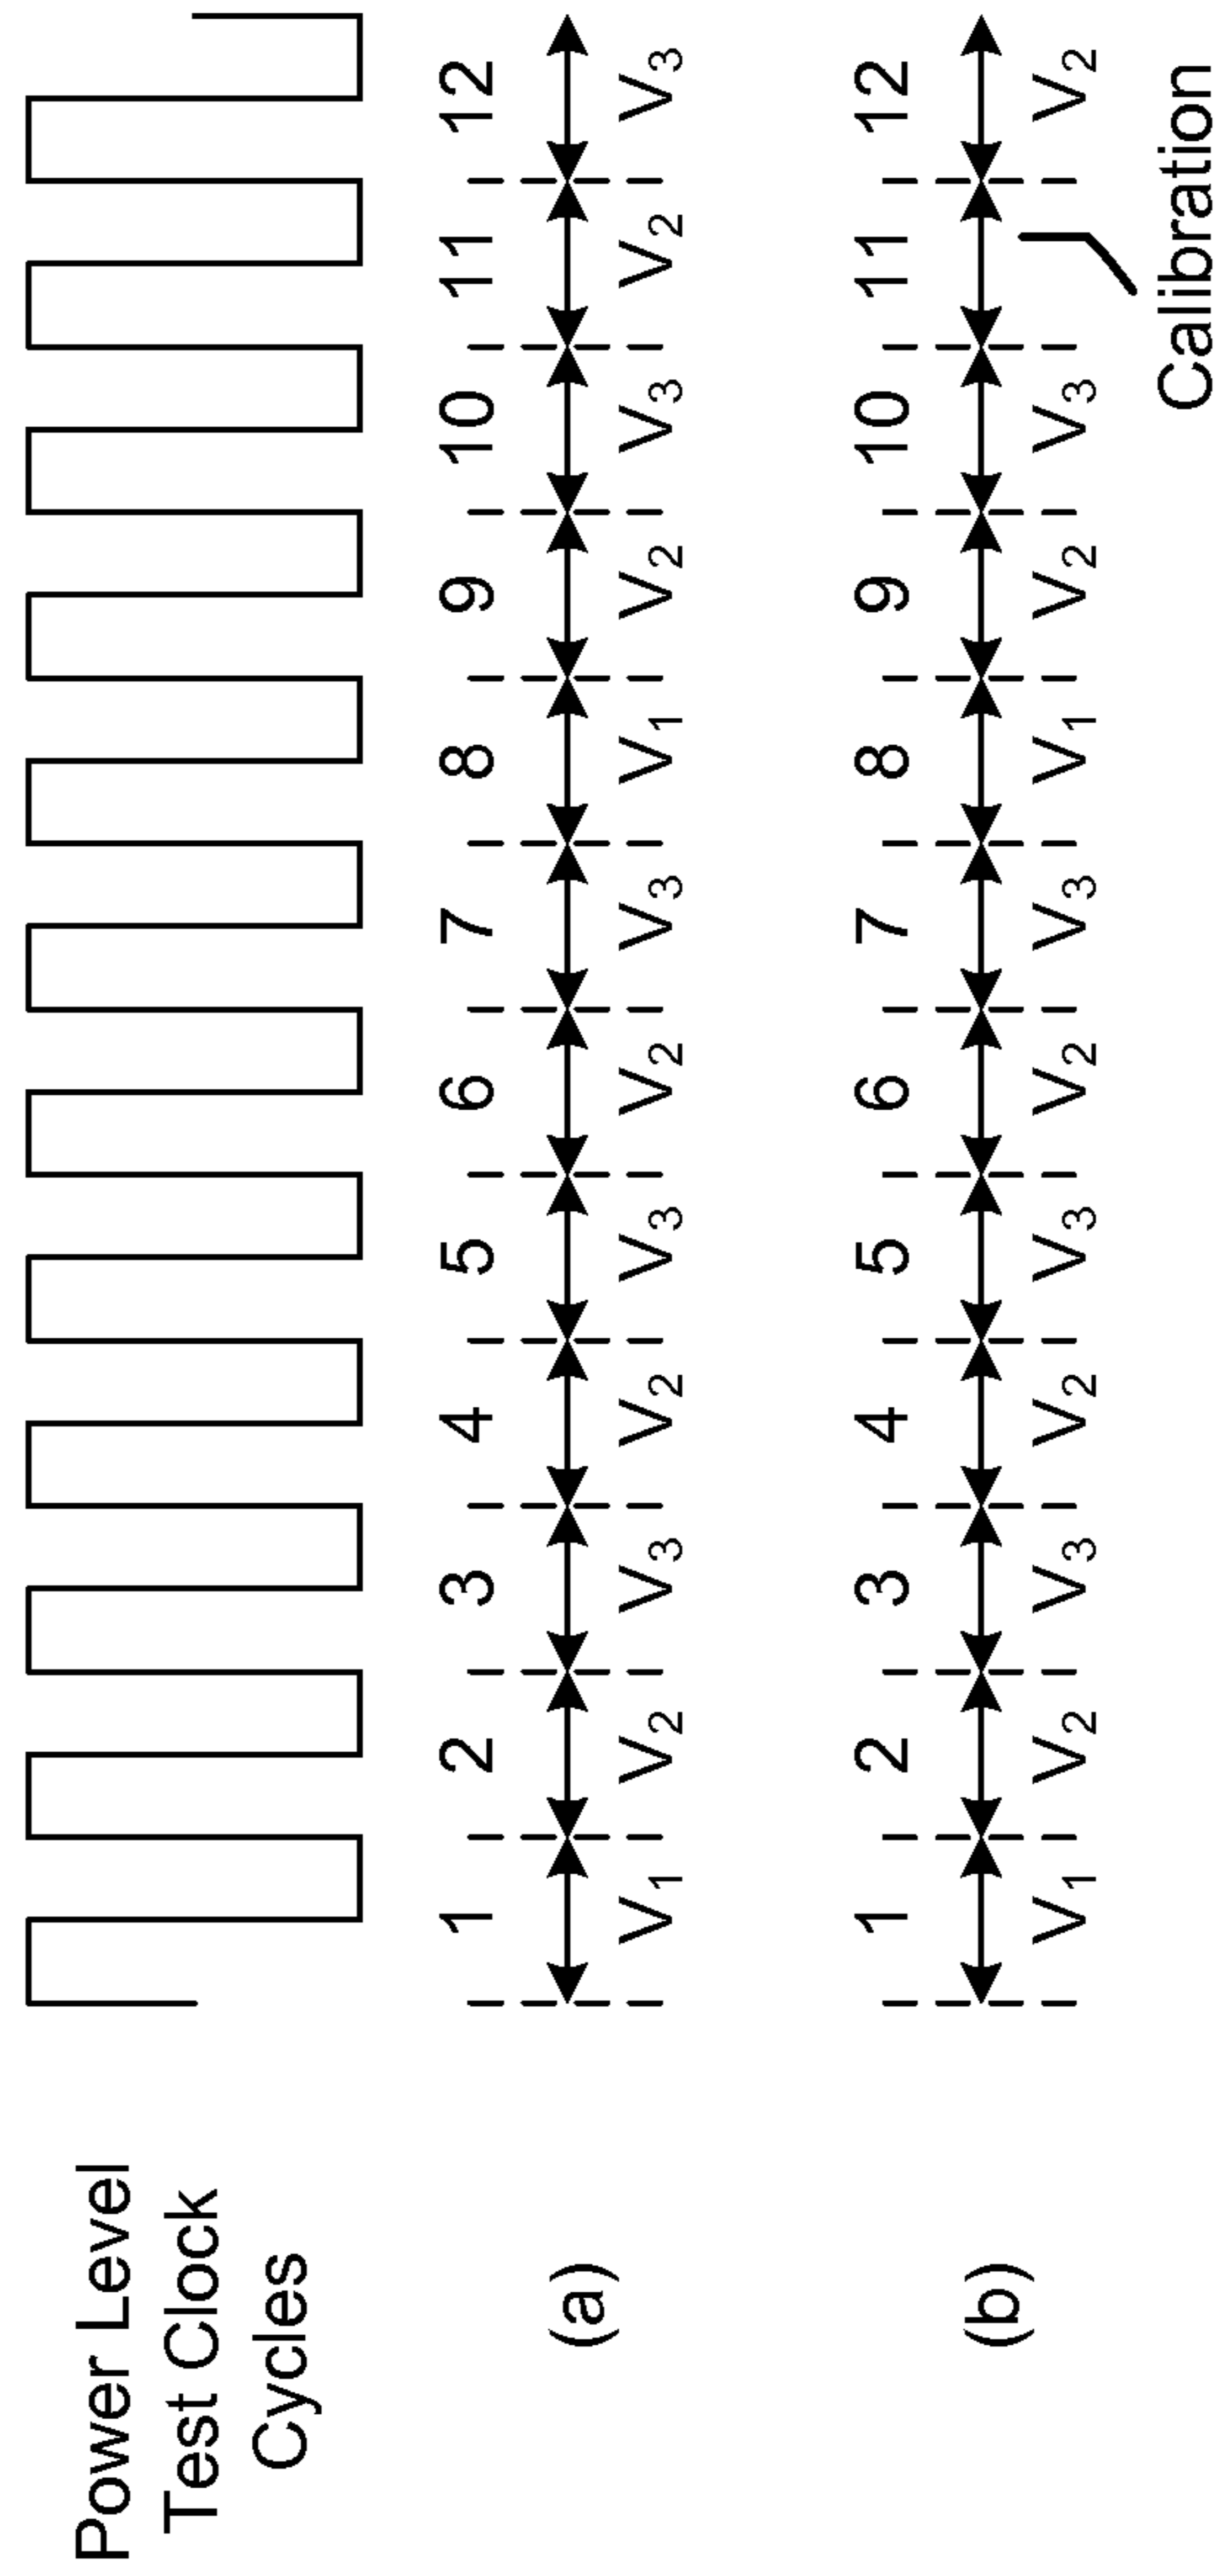 Power Level
Test Clock
Cycles
1 2 3 4 5 6 7 8 9 10 11 12
(a)
V1 V2 V3 V2 V3 V2 V3 V1 V2 V3 V2 V3
1 2 3 4 5 6 7 8 9 10 11 12
(b)
V1 V2 V3 V2 V3 V2 V3 V1 V2 V3 V2
Calibration